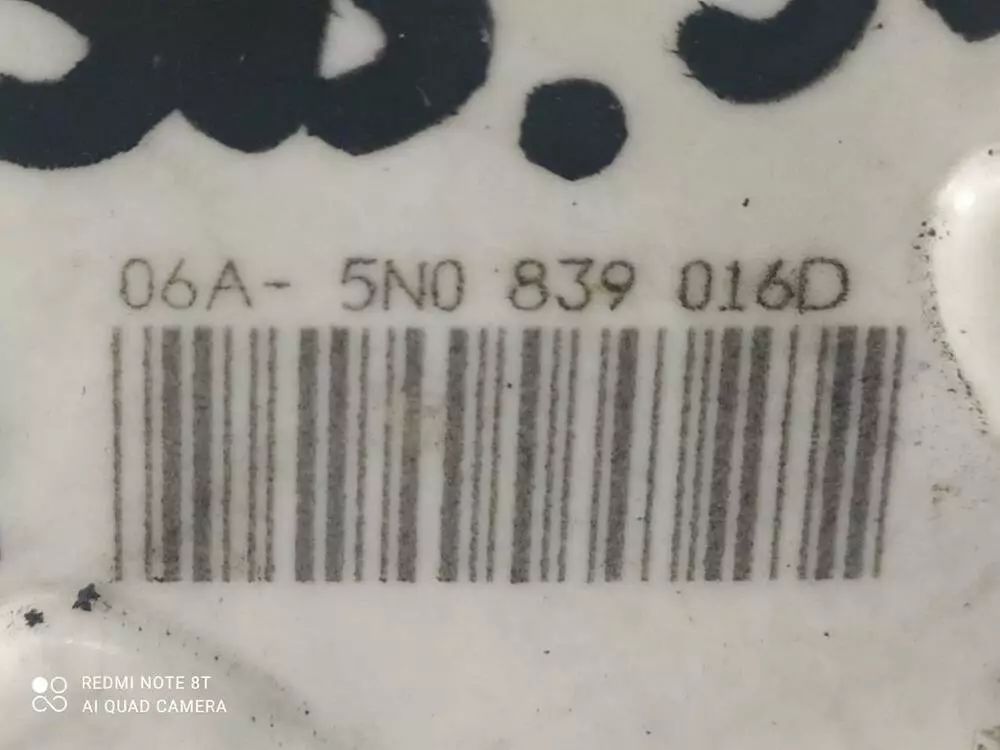 06A- 5N0 839 016D
REDMI NOTE 8T
AI QUAD CAMERA